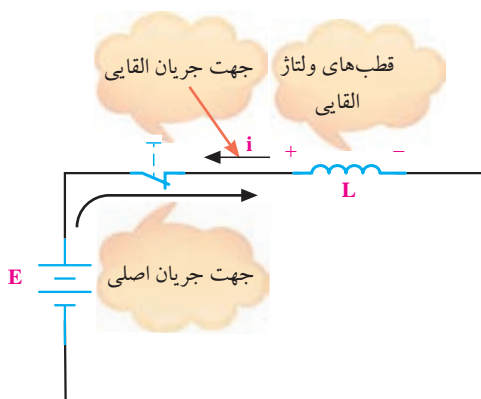 جهت جریان القایی
قطب‌های ولتاژ
القایی
i
+
−
L
E
جهت جریان اصلی